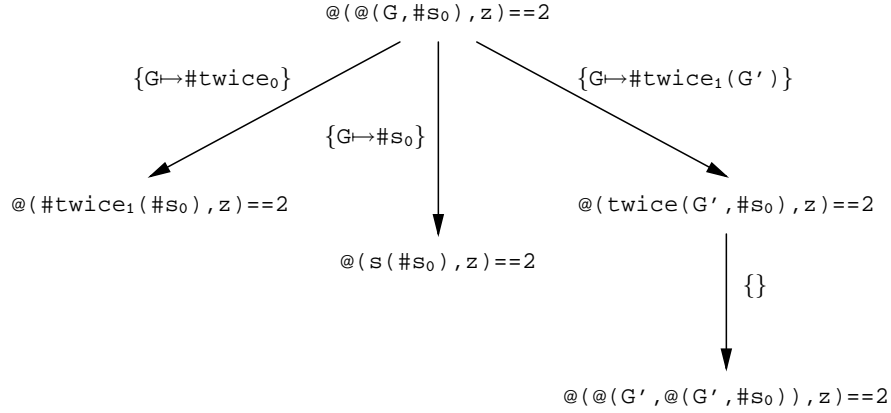 @(@(G,#s₀),z)==2
{G↦#twice₀}
{G↦#twice₁(G′)}
{G↦#s₀}
@(#twice₁(#s₀),z)==2
@(twice(G′,#s₀),z)==2
@(s(#s₀),z)==2
{}
@(@(G′,@(G′,#s₀)),z)==2